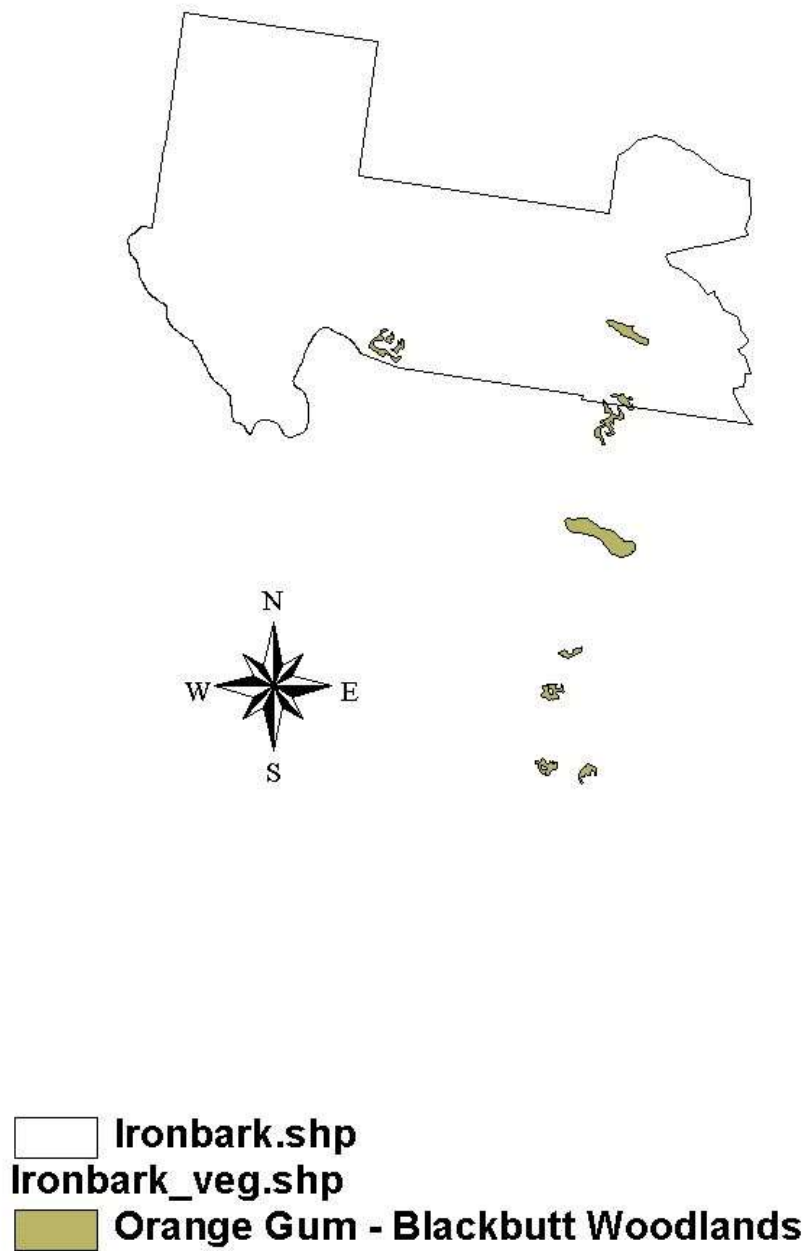 N
W E
S
Ironbark.shp
Ironbark_veg.shp
Orange Gum - Blackbutt Woodlands